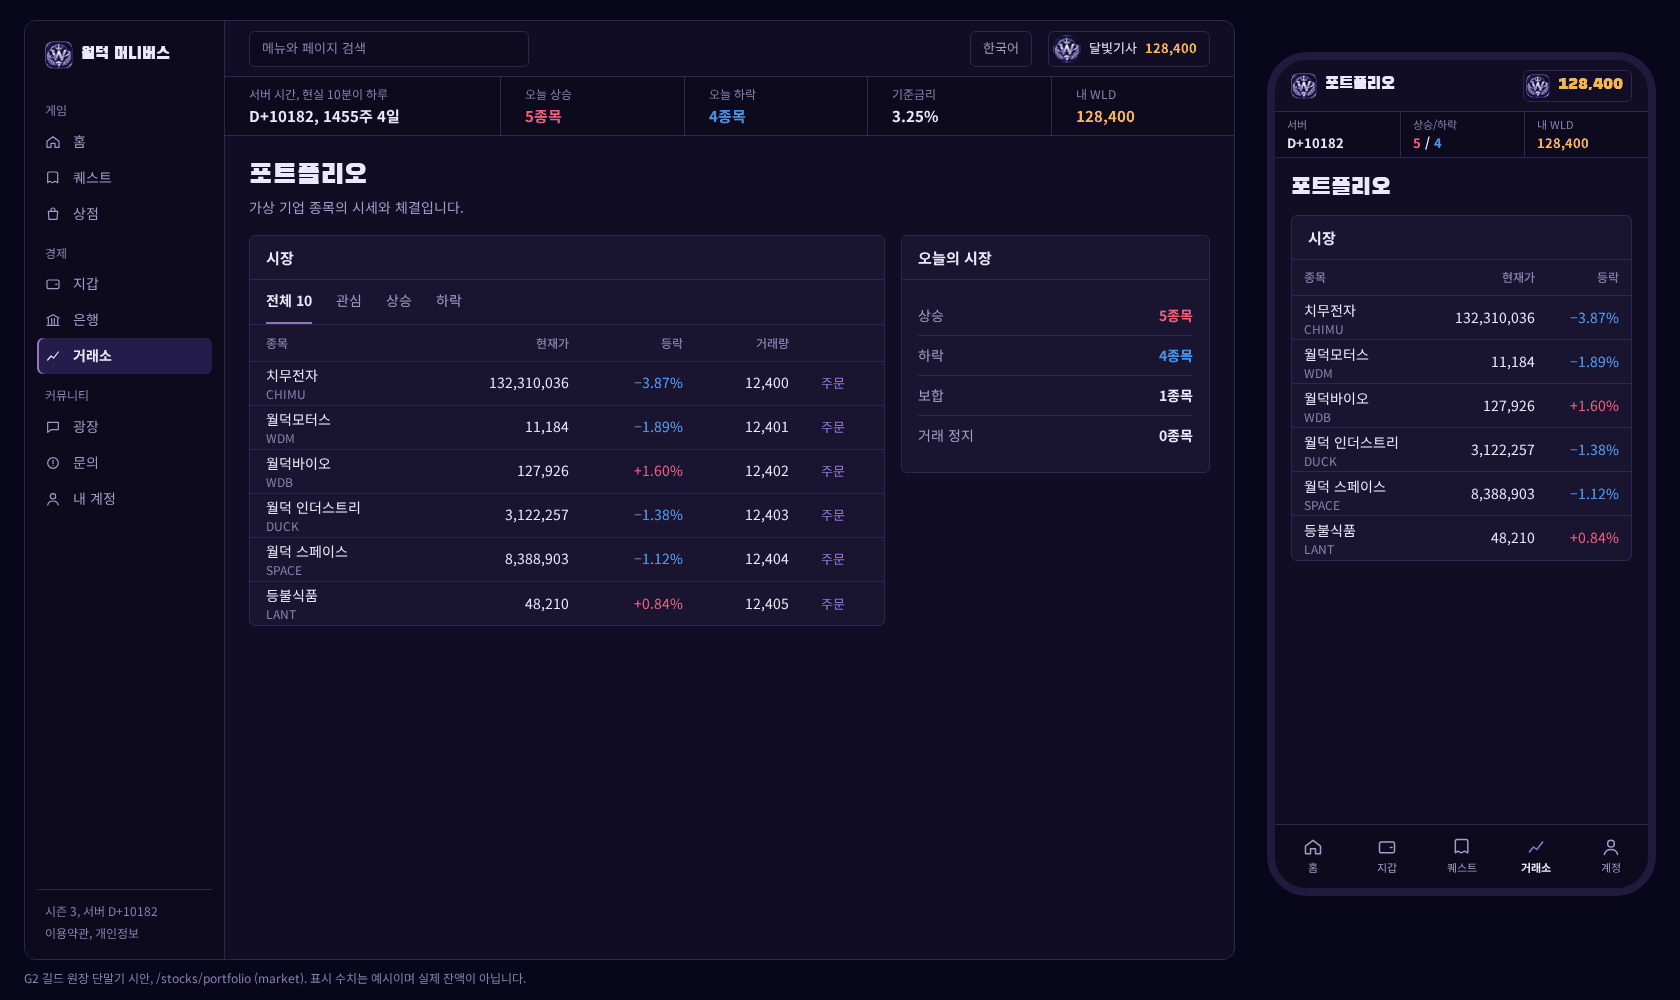 월덕 머니버스
게임
홈
퀘스트
상점
경제
지갑
은행
거래소
커뮤니티
광장
문의
내 계정
시즌 3, 서버 D+10182
이용약관, 개인정보
메뉴와 페이지 검색
한국어
달빛기사 128,400
서버 시간, 현실 10분이 하루
D+10182, 1455주 4일
오늘 상승
5종목
오늘 하락
4종목
기준금리
3.25%
내 WLD
128,400
포트폴리오
가상 기업 종목의 시세와 체결입니다.
시장
전체 10 관심 상승 하락
종목 현재가 등락 거래량
치무전자 132,310,036 −3.87% 12,400 주문
CHIMU
월덕모터스 11,184 −1.89% 12,401 주문
WDM
월덕바이오 127,926 +1.60% 12,402 주문
WDB
월덕 인더스트리 3,122,257 −1.38% 12,403 주문
DUCK
월덕 스페이스 8,388,903 −1.12% 12,404 주문
SPACE
등불식품 48,210 +0.84% 12,405 주문
LANT
오늘의 시장
상승 5종목
하락 4종목
보합 1종목
거래 정지 0종목
포트폴리오 128,400
서버
D+10182
상승/하락
5 / 4
내 WLD
128,400
포트폴리오
시장
종목 현재가 등락
치무전자 132,310,036 −3.87%
CHIMU
월덕모터스 11,184 −1.89%
WDM
월덕바이오 127,926 +1.60%
WDB
월덕 인더스트리 3,122,257 −1.38%
DUCK
월덕 스페이스 8,388,903 −1.12%
SPACE
등불식품 48,210 +0.84%
LANT
홈 지갑 퀘스트 거래소 계정
G2 길드 원장 단말기 시안, /stocks/portfolio (market). 표시 수치는 예시이며 실제 잔액이 아닙니다.